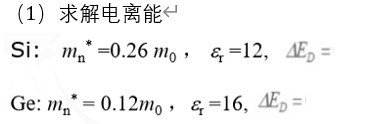 （1）求解电离能↵
Si: mn* =0.26 m0， εr =12, ΔED =
Ge: mn* = 0.12m0， εr =16, ΔED =